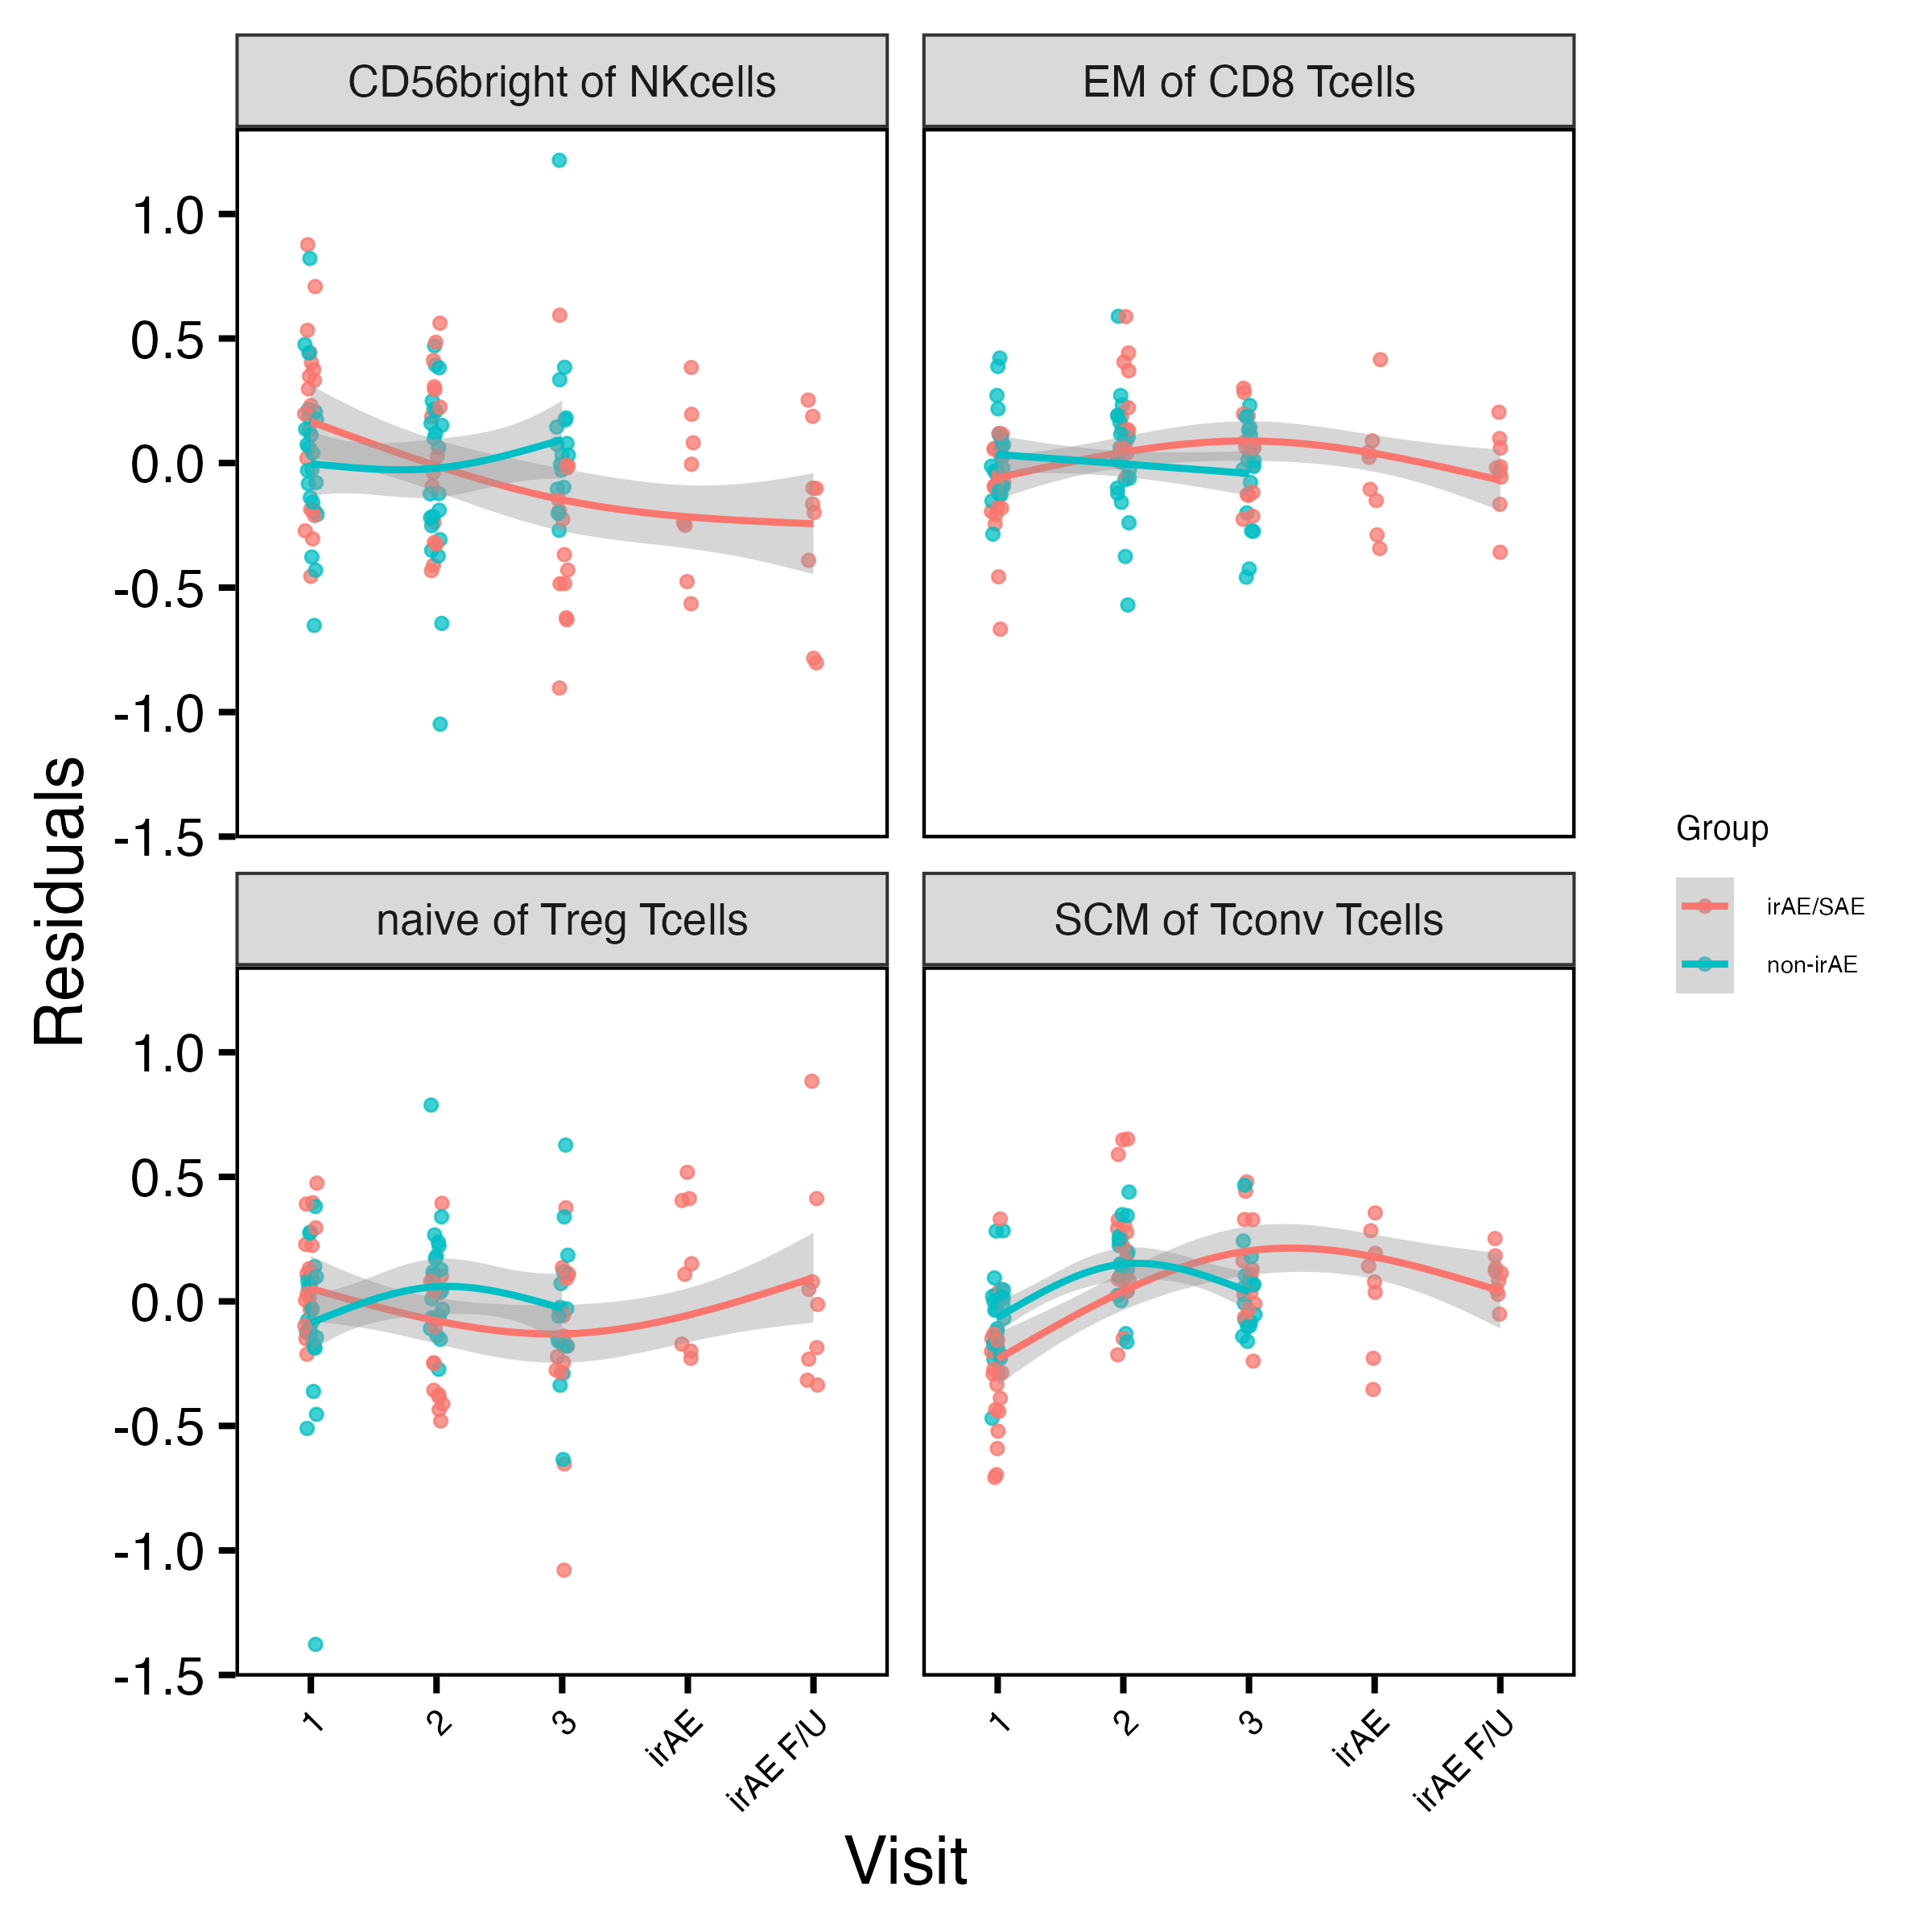 CD56bright of NKcells
EM of CD8 Tcells
1.0
0.5
0.0
-0.5
-1.0
-1.5
naive of Treg Tcells
SCM of Tconv Tcells
1.0
0.5
0.0
-0.5
-1.0
-1.5
1
2
3
irAE
irAE F/U
1
2
3
irAE
irAE F/U
Visit
Residuals
Group
irAE/SAE
non-irAE